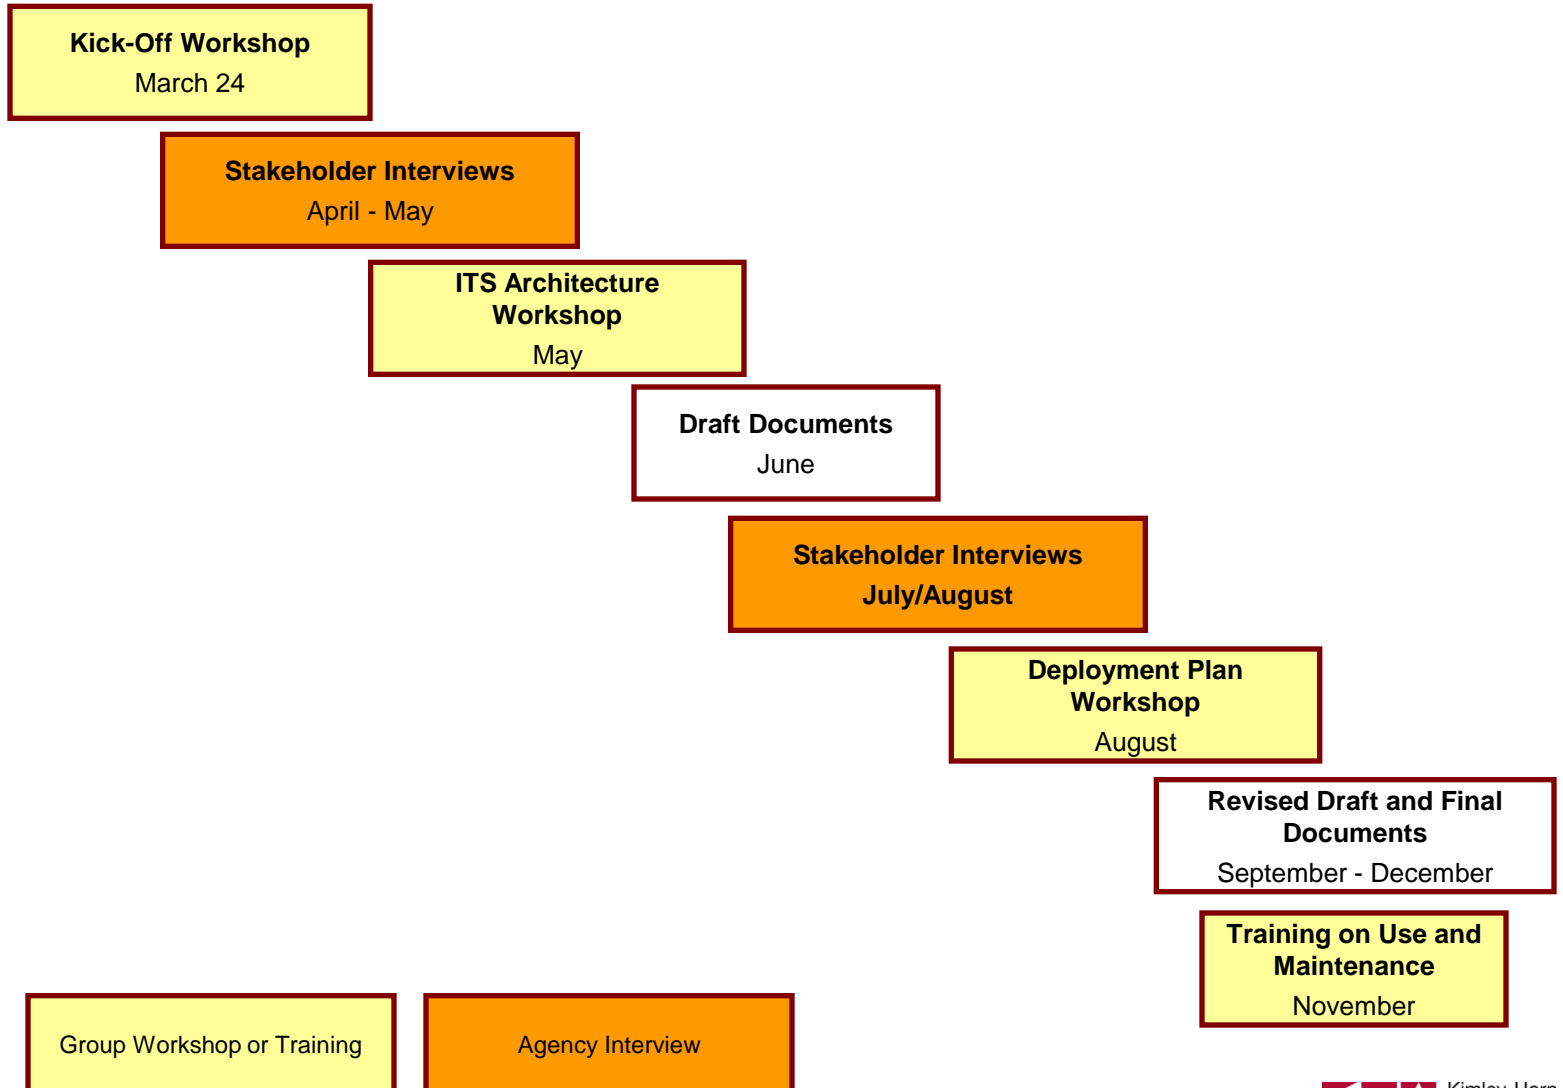 Kick-Off Workshop
March 24
Stakeholder Interviews
April - May
ITS Architecture
Workshop
May
Draft Documents
June
Stakeholder Interviews
July/August
Deployment Plan
Workshop
August
Revised Draft and Final
Documents
September - December
Training on Use and
Maintenance
November
Group Workshop or Training
Agency Interview